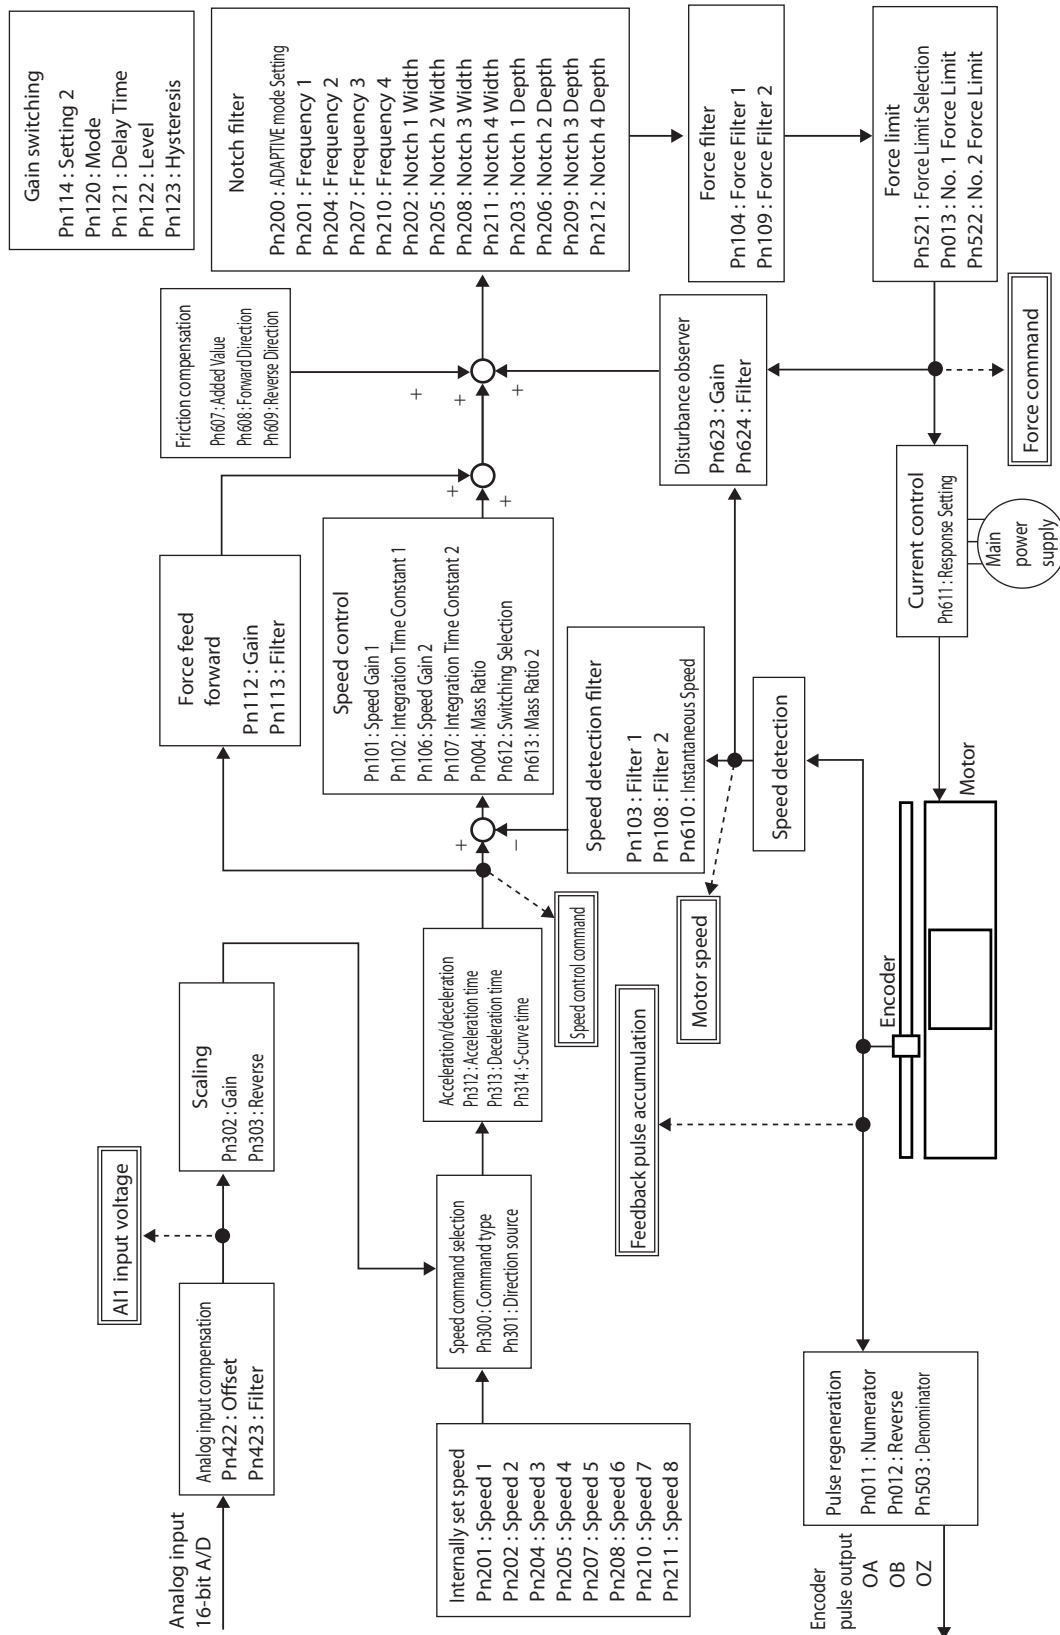 Analog input
16-bit A/D
Analog input compensation
Pn422 : Offset
Pn423 : Filter
AI1 input voltage
Scaling
Pn302 : Gain
Pn303 : Reverse
Internally set speed
Pn201 : Speed 1
Pn202 : Speed 2
Pn204 : Speed 3
Pn205 : Speed 4
Pn207 : Speed 5
Pn208 : Speed 6
Pn210 : Speed 7
Pn211 : Speed 8
Speed command selection
Pn300 : Command type
Pn301 : Direction source
Acceleration/deceleration
Pn312 : Acceleration time
Pn313 : Deceleration time
Pn314 : S-curve time
Speed control command
+
−
Force feed
forward
Pn112 : Gain
Pn113 : Filter
Speed control
Pn101 : Speed Gain 1
Pn102 : Integration Time Constant 1
Pn106 : Speed Gain 2
Pn107 : Integration Time Constant 2
Pn004 : Mass Ratio
Pn612 : Switching Selection
Pn613 : Mass Ratio 2
+
+
Friction compensation
Pn607 : Added Value
Pn608 : Forward Direction
Pn609 : Reverse Direction
+
+
+
Gain switching
Pn114 : Setting 2
Pn120 : Mode
Pn121 : Delay Time
Pn122 : Level
Pn123 : Hysteresis
Notch filter
Pn200 : ADAPTIVE mode Setting
Pn201 : Frequency 1
Pn204 : Frequency 2
Pn207 : Frequency 3
Pn210 : Frequency 4
Pn202 : Notch 1 Width
Pn205 : Notch 2 Width
Pn208 : Notch 3 Width
Pn211 : Notch 4 Width
Pn203 : Notch 1 Depth
Pn206 : Notch 2 Depth
Pn209 : Notch 3 Depth
Pn212 : Notch 4 Depth
Speed detection filter
Pn103 : Filter 1
Pn108 : Filter 2
Pn610 : Instantaneous Speed
Disturbance observer
Pn623 : Gain
Pn624 : Filter
Force filter
Pn104 : Force Filter 1
Pn109 : Force Filter 2
Feedback pulse accumulation
Motor speed
Speed detection
Force limit
Pn521 : Force Limit Selection
Pn013 : No. 1 Force Limit
Pn522 : No. 2 Force Limit
Force command
Current control
Pn611 : Response Setting
Main
power
supply
Encoder
Motor
Pulse regeneration
Pn011 : Numerator
Pn012 : Reverse
Pn503 : Denominator
Encoder
pulse output
OA
OB
OZ